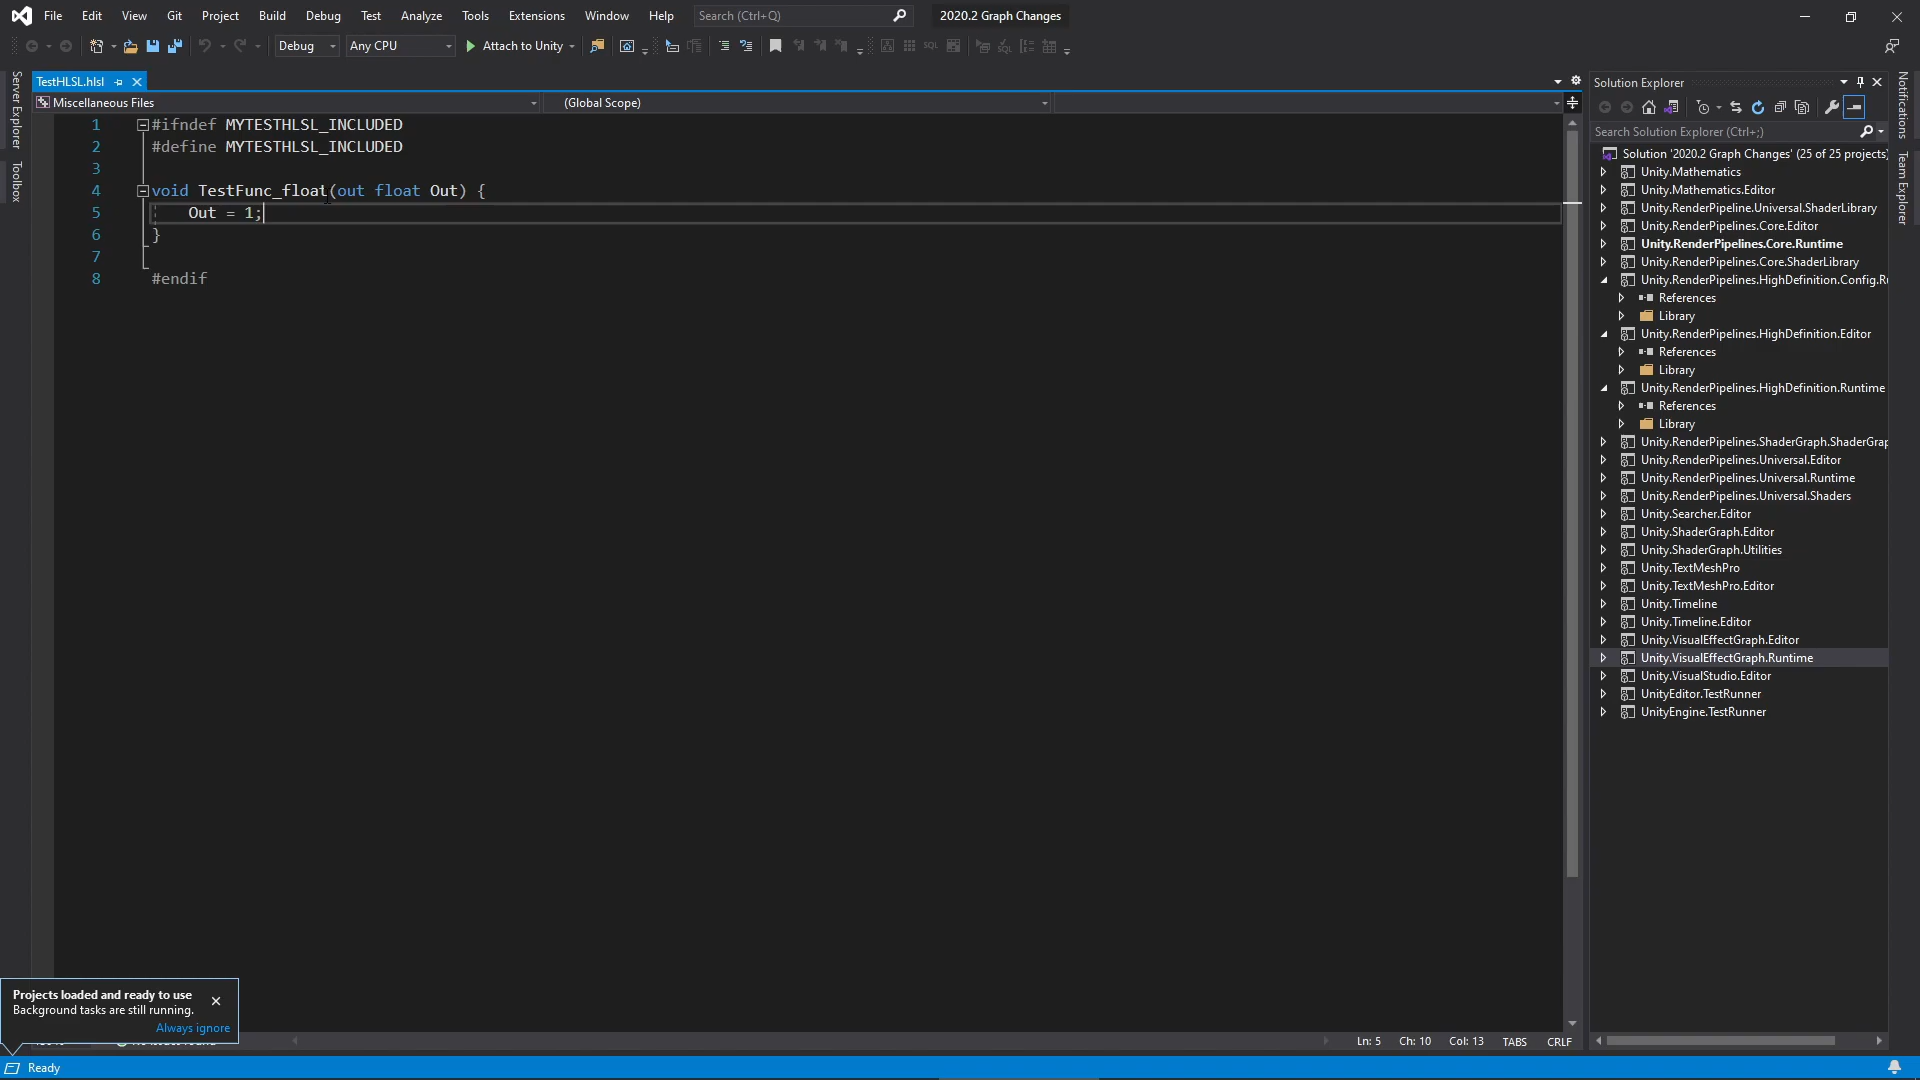 File Edit View Git Project Build Debug Test Analyze Tools Extensions Window Help Search (Ctrl+Q) 2020.2 Graph Changes
Debug Any CPU Attach to Unity
Server Explorer
Toolbox
TestHLSL.hlsl
Miscellaneous Files (Global Scope)
1 #ifndef MYTESTHLSL_INCLUDED
2 #define MYTESTHLSL_INCLUDED
3
4 void TestFunc_float(out float Out) {
5 Out = 1;
6 }
7
8 #endif
Solution Explorer
Search Solution Explorer (Ctrl+;)
Solution '2020.2 Graph Changes' (25 of 25 projects)
Unity.Mathematics
Unity.Mathematics.Editor
Unity.RenderPipeline.Universal.ShaderLibrary
Unity.RenderPipelines.Core.Editor
Unity.RenderPipelines.Core.Runtime
Unity.RenderPipelines.Core.ShaderLibrary
Unity.RenderPipelines.HighDefinition.Config.R
References
Library
Unity.RenderPipelines.HighDefinition.Editor
References
Library
Unity.RenderPipelines.HighDefinition.Runtime
References
Library
Unity.RenderPipelines.ShaderGraph.ShaderGrap
Unity.RenderPipelines.Universal.Editor
Unity.RenderPipelines.Universal.Runtime
Unity.RenderPipelines.Universal.Shaders
Unity.Searcher.Editor
Unity.ShaderGraph.Editor
Unity.ShaderGraph.Utilities
Unity.TextMeshPro
Unity.TextMeshPro.Editor
Unity.Timeline
Unity.Timeline.Editor
Unity.VisualEffectGraph.Editor
Unity.VisualEffectGraph.Runtime
Unity.VisualStudio.Editor
UnityEditor.TestRunner
UnityEngine.TestRunner
Notifications
Team Explorer
Projects loaded and ready to use
Background tasks are still running.
Always ignore
Ln: 5 Ch: 10 Col: 13 TABS CRLF
Ready